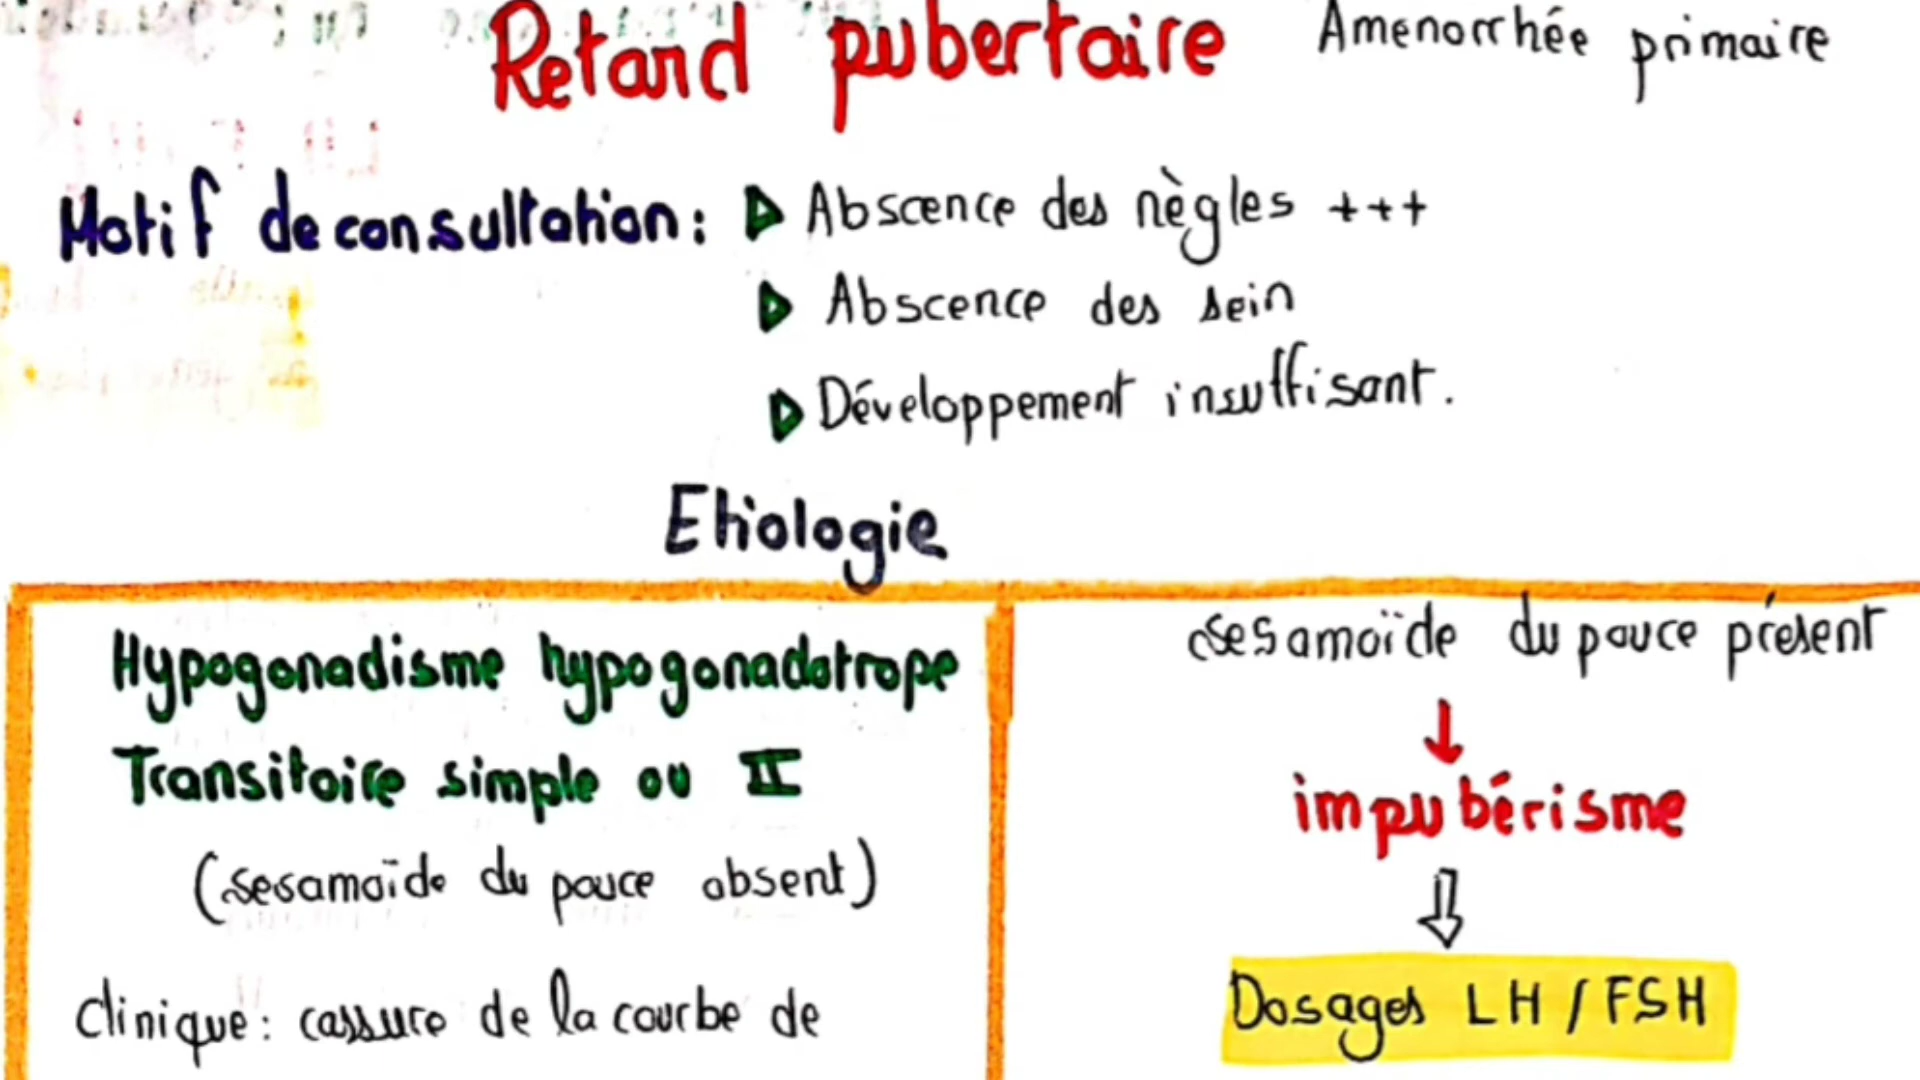 Retard pubertaire Amenorrhée primaire
Motif de consultation : Abscence des règles +++
Abscence des sein
Développement insuffisant.
Etiologie
Hypogonadisme hypogonadotrope
Transitoire simple ou II
(sesamoïde du pouce absent)
Clinique : cassure de la courbe de
sesamoïde du pouce présent
↓
impubérisme
⇩
Dosages LH / FSH